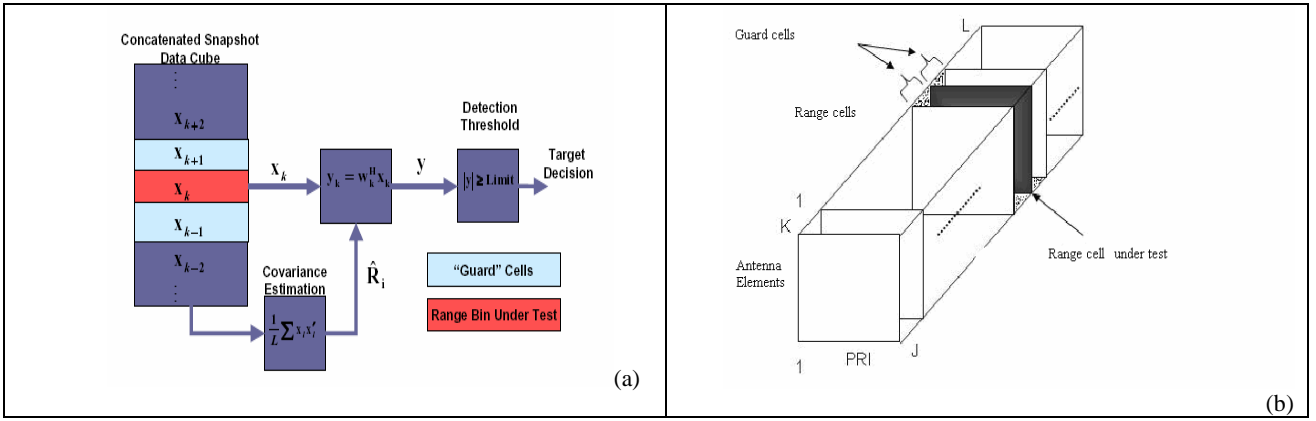 Concatenated Snapshot
Data Cube
⋮
X_{k+2}
X_{k+1}
X_k
X_{k−1}
X_{k−2}
⋮
x_k
y_k = w_k^H x_k
y
Detection
Threshold
|y| ≥ Limit
Target
Decision
Covariance
Estimation
1/L ∑ x_i x_i′
R̂_i
"Guard" Cells
Range Bin Under Test
(a)
L
Guard cells
Range cells
1
K
Antenna
Elements
Range cell under test
1
PRI
J
(b)